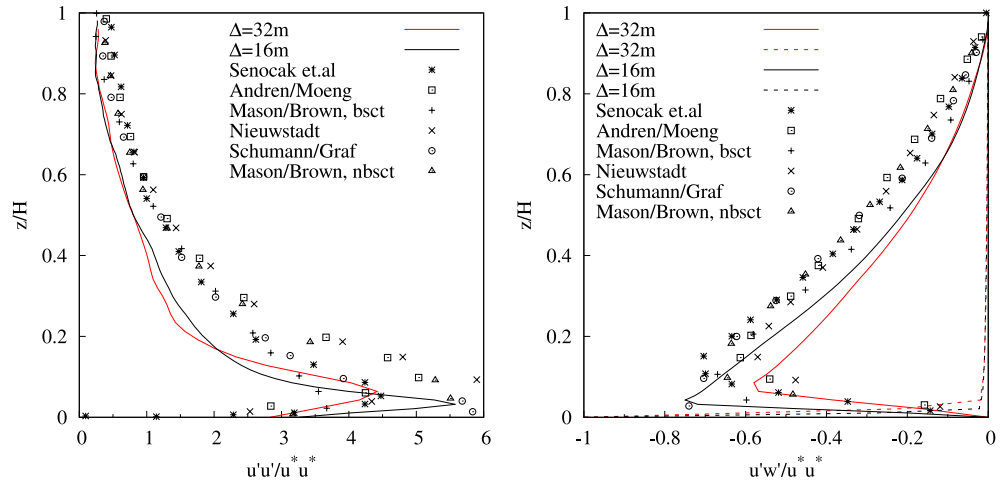 Δ=32m
Δ=16m
Senocak et.al
Andren/Moeng
Mason/Brown, bsct
Nieuwstadt
Schumann/Graf
Mason/Brown, nbsct
1
0.8
0.6
0.4
0.2
0
z/H
0 1 2 3 4 5 6
u'u'/u*u*
Δ=32m
Δ=32m
Δ=16m
Δ=16m
Senocak et.al
Andren/Moeng
Mason/Brown, bsct
Nieuwstadt
Schumann/Graf
Mason/Brown, nbsct
1
0.8
0.6
0.4
0.2
0
z/H
-1 -0.8 -0.6 -0.4 -0.2 0
u'w'/u*u*